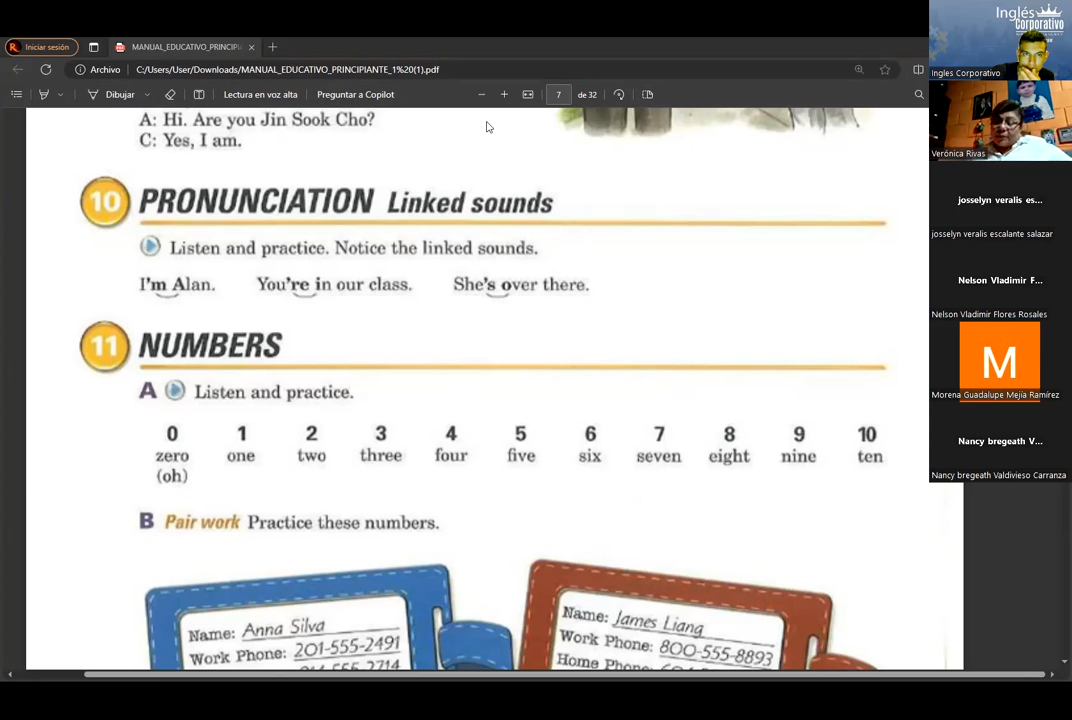 Iniciar sesión
MANUAL_EDUCATIVO_PRINCIPI
Archivo
C:/Users/User/Downloads/MANUAL_EDUCATIVO_PRINCIPIANTE_1%20(1).pdf
Dibujar
Lectura en voz alta
Preguntar a Copilot
7
de 32
A: Hi. Are you Jin Sook Cho?
C: Yes, I am.
10 PRONUNCIATION Linked sounds
Listen and practice. Notice the linked sounds.
I'm Alan. You're in our class. She's over there.
11 NUMBERS
A Listen and practice.
0 1 2 3 4 5 6 7 8 9 10
zero one two three four five six seven eight nine ten
(oh)
B Pair work Practice these numbers.
Name: Anna Silva
Work Phone: 201-555-2491
Name: James Liang
Work Phone: 800-555-8893
Home Phone:
Inglés
Corporativo
Ingles Corporativo
Verónica Rivas
josselyn veralis es...
josselyn veralis escalante salazar
Nelson Vladimir F...
Nelson Vladimir Flores Rosales
M
Morena Guadalupe Mejía Ramírez
Nancy bregeath V...
Nancy bregeath Valdivieso Carranza